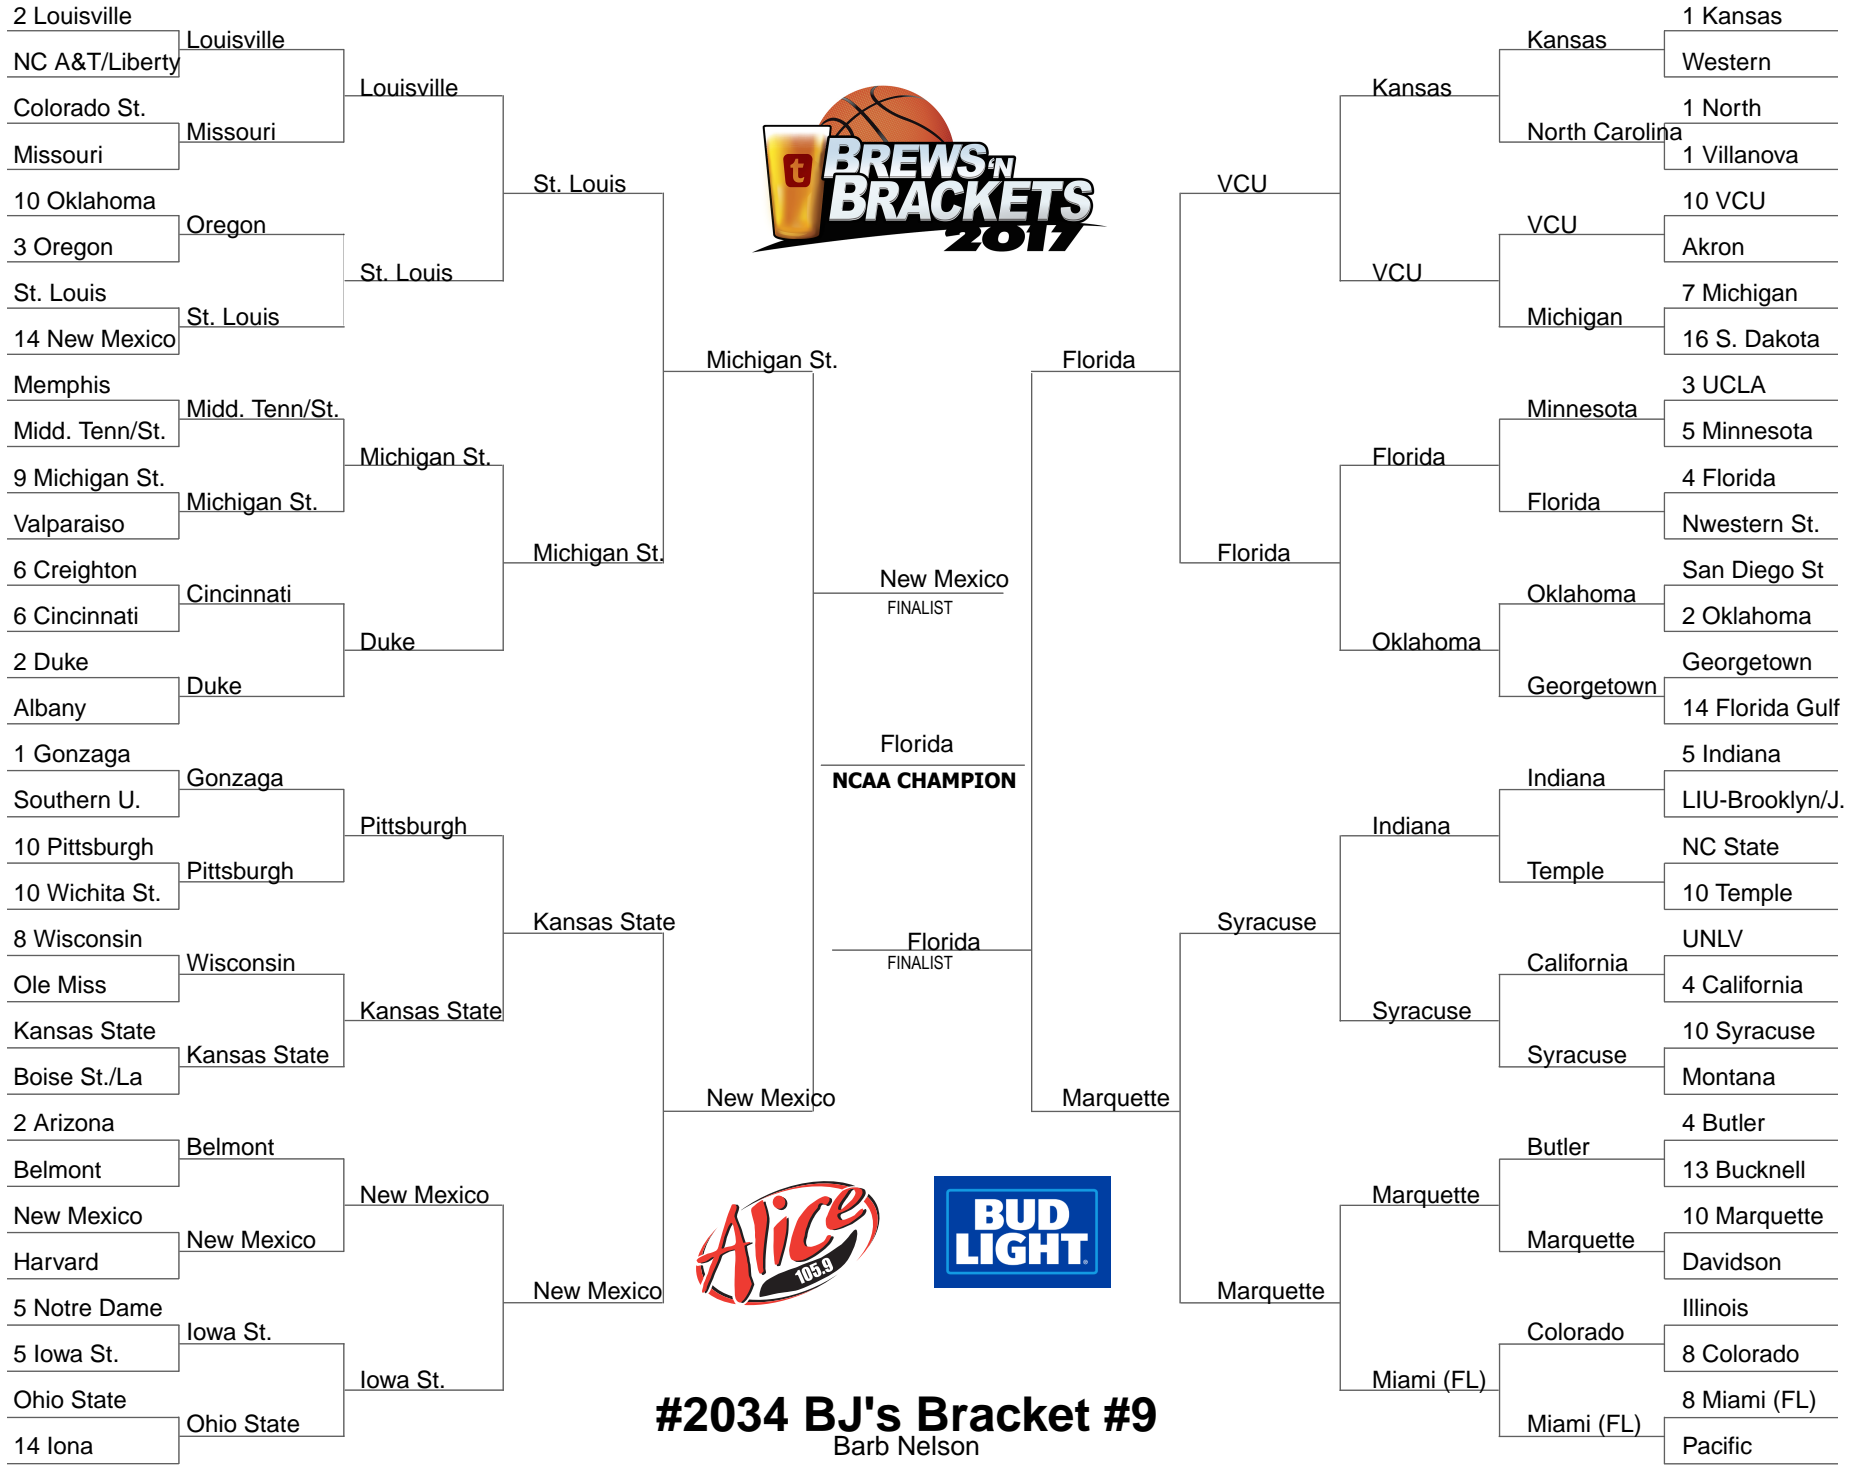 2 Louisville
NC A&T/Liberty
Colorado St.
Missouri
10 Oklahoma
3 Oregon
St. Louis
14 New Mexico
Memphis
Midd. Tenn/St.
9 Michigan St.
Valparaiso
6 Creighton
6 Cincinnati
2 Duke
Albany
1 Gonzaga
Southern U.
10 Pittsburgh
10 Wichita St.
8 Wisconsin
Ole Miss
Kansas State
Boise St./La
2 Arizona
Belmont
New Mexico
Harvard
5 Notre Dame
5 Iowa St.
Ohio State
14 Iona
Louisville
Missouri
Oregon
St. Louis
Midd. Tenn/St.
Michigan St.
Cincinnati
Duke
Gonzaga
Pittsburgh
Wisconsin
Kansas State
Belmont
New Mexico
Iowa St.
Ohio State
Louisville
St. Louis
Michigan St.
Duke
Pittsburgh
Kansas State
New Mexico
Iowa St.
St. Louis
Michigan St.
Kansas State
New Mexico
Michigan St.
New Mexico
t
BREWS 'N
BRACKETS
2017
New Mexico
FINALIST
Florida
NCAA CHAMPION
Florida
FINALIST
Alice
105.9
BUD
LIGHT
#2034 BJ's Bracket #9
Barb Nelson
Florida
Marquette
VCU
Florida
Syracuse
Marquette
Kansas
VCU
Florida
Oklahoma
Indiana
Syracuse
Marquette
Miami (FL)
Kansas
North Carolina
VCU
Michigan
Minnesota
Florida
Oklahoma
Georgetown
Indiana
Temple
California
Syracuse
Butler
Marquette
Colorado
Miami (FL)
1 Kansas
Western
1 North
1 Villanova
10 VCU
Akron
7 Michigan
16 S. Dakota
3 UCLA
5 Minnesota
4 Florida
Nwestern St.
San Diego St
2 Oklahoma
Georgetown
14 Florida Gulf
5 Indiana
LIU-Brooklyn/J.
NC State
10 Temple
UNLV
4 California
10 Syracuse
Montana
4 Butler
13 Bucknell
10 Marquette
Davidson
Illinois
8 Colorado
8 Miami (FL)
Pacific